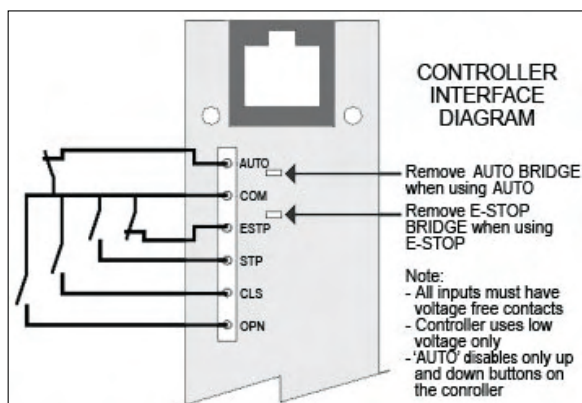 CONTROLLER
INTERFACE
DIAGRAM
AUTO
COM
ESTP
STP
CLS
OPN
Remove AUTO BRIDGE
when using AUTO
Remove E-STOP
BRIDGE when using
E-STOP
Note:
- All inputs must have
voltage free contacts
- Controller uses low
voltage only
- 'AUTO' disables only up
and down buttons on
the conroller